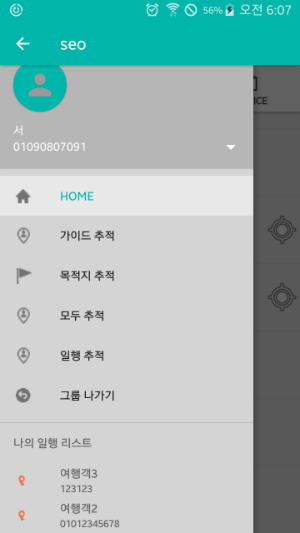 56% 오전 6:07
seo
서
01090807091
ICE
HOME
가이드 추적
목적지 추적
모두 추적
일행 추적
그룹 나가기
나의 일행 리스트
여행객3
123123
여행객2
01012345678